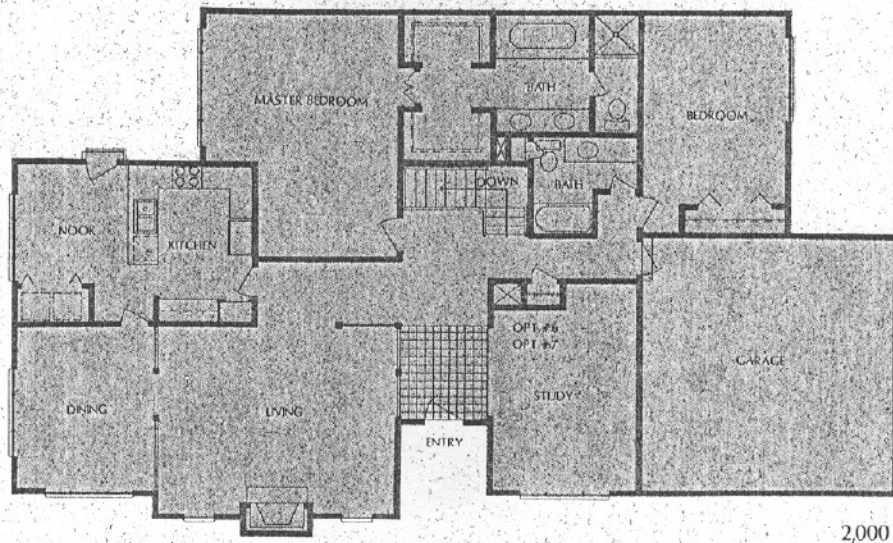 MASTER BEDROOM
BATH
BEDROOM
DOWN
BATH
NOOK
KITCHEN
OPT. #6
OPT. #7
GARAGE
STUDY
DINING
LIVING
ENTRY
2,000